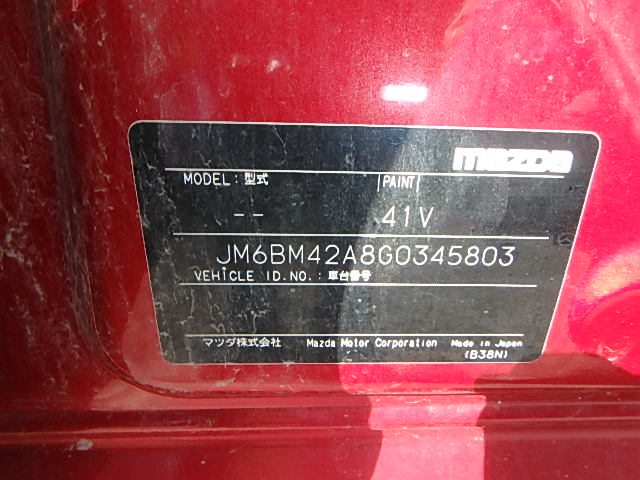 mazda
MODEL : 型式 PAINT
-- 41V
JM6BM42A8G0345803
VEHICLE ID.NO. : 車台番号
マツダ株式会社 Mazda Motor Corporation Made in Japan
(B38N)